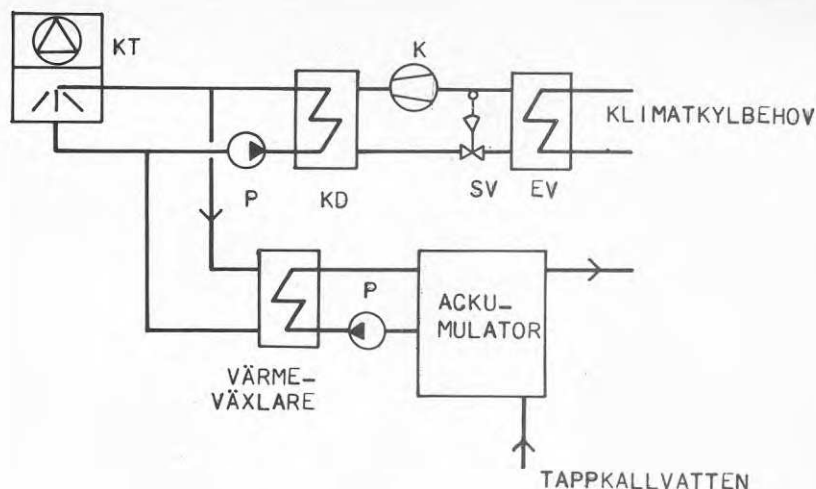 KT
K
KLIMATKYLBEHOV
P
KD
SV
EV
P
ACKU-
MULATOR
VÄRME-
VÄXLARE
TAPPKALLVATTEN